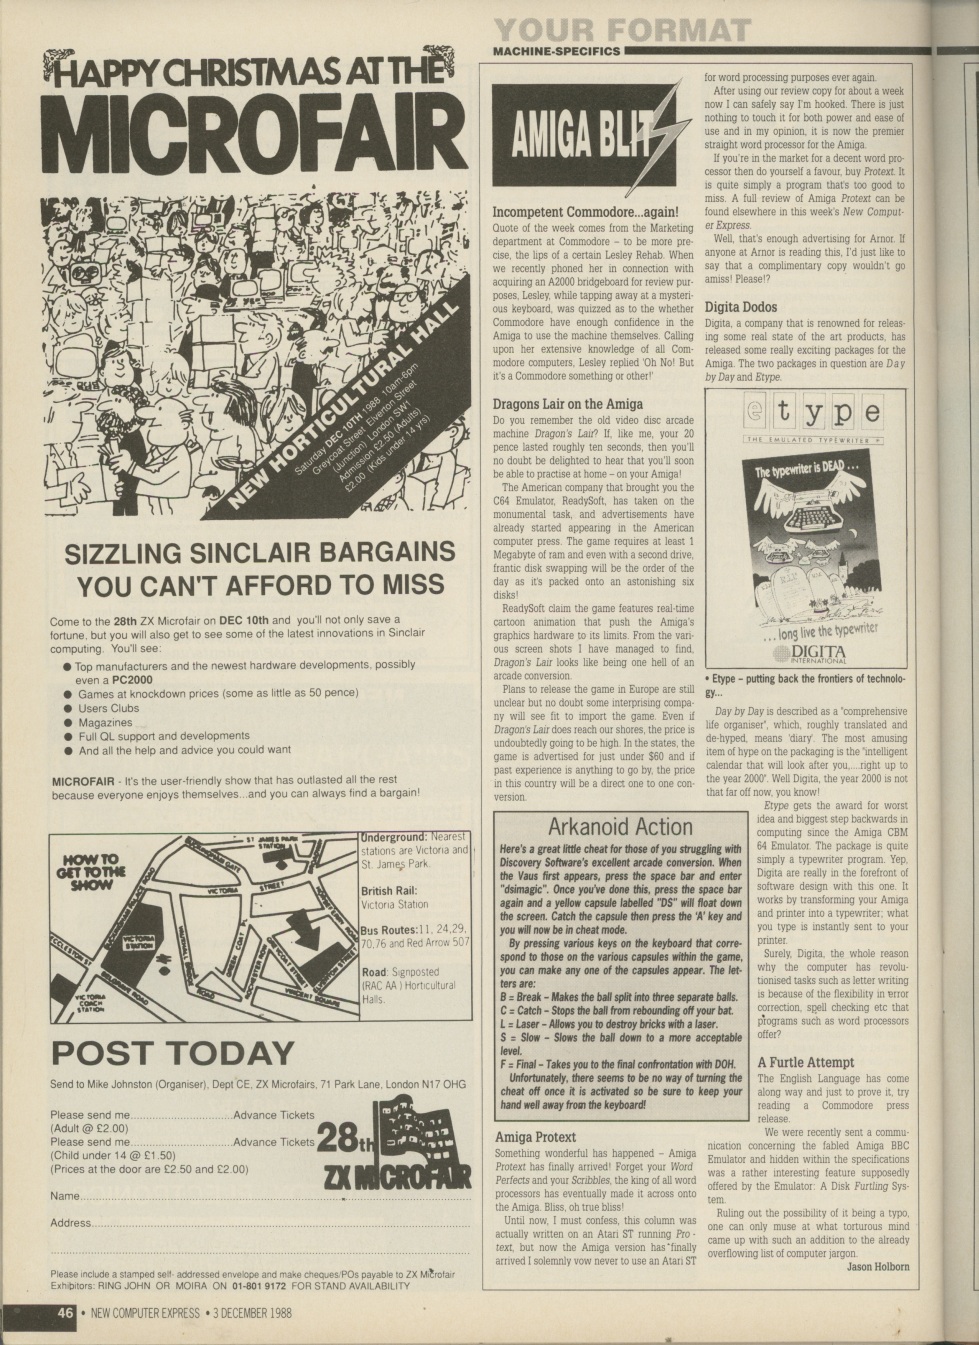 HAPPY CHRISTMAS AT THE
MICROFAIR
NEW HORTICULTURAL HALL
Saturday DEC 10TH 1988 10am-6pm
Greycoat Street, Elverton Street
(Junction) London SW1
Admission £2.50 (Adults)
£2.00 (Kids under 14 yrs)
SIZZLING SINCLAIR BARGAINS
YOU CAN'T AFFORD TO MISS
Come to the 28th ZX Microfair on DEC 10th and you'll not only save a
fortune, but you will also get to see some of the latest innovations in Sinclair
computing. You'll see:
● Top manufacturers and the newest hardware developments, possibly
even a PC2000
● Games at knockdown prices (some as little as 50 pence)
● Users Clubs
● Magazines
● Full QL support and developments
● And all the help and advice you could want
MICROFAIR - It's the user-friendly show that has outlasted all the rest
because everyone enjoys themselves...and you can always find a bargain!
HOW TO
GET TO THE
SHOW
ST JAMES PARK
STATION
BUCKINGHAM GATE
BUCKINGHAM PALACE ROAD
VICTORIA
STREET
BROADWAY
VICTORIA
STATION
VAUXHALL BRIDGE
ROAD
GREEN COAT P
ROCHESTER ROW
GREYCOAT STREET
ELVERTON STREET
VINCENT SQUARE
ECCLESTON ST
BELGRAVE ROAD
VICTORIA
COACH
STATION
Underground: Nearest
stations are Victoria and
St. James Park.
British Rail:
Victoria Station
Bus Routes:11, 24,29,
70,76 and Red Arrow 507
Road: Signposted
(RAC AA ) Horticultural
Halls.
POST TODAY
Send to Mike Johnston (Organiser), Dept CE, ZX Microfairs, 71 Park Lane, London N17 OHG
Please send me..............................Advance Tickets
(Adult @ £2.00)
Please send me..............................Advance Tickets
(Child under 14 @ £1.50)
(Prices at the door are £2.50 and £2.00)
28th
ZX MICROFAIR
Name..............................
Address..............................
Please include a stamped self- addressed envelope and make cheques/POs payable to ZX Microfair
Exhibitors: RING JOHN OR MOIRA ON 01-801 9172 FOR STAND AVAILABILITY
46 • NEW COMPUTER EXPRESS • 3 DECEMBER 1988
YOUR FORMAT
MACHINE-SPECIFICS
AMIGA BLIT
Incompetent Commodore...again!
Quote of the week comes from the Marketing
department at Commodore – to be more pre-
cise, the lips of a certain Lesley Rehab. When
we recently phoned her in connection with
acquiring an A2000 bridgeboard for review pur-
poses, Lesley, while tapping away at a mysteri-
ous keyboard, was quizzed as to the whether
Commodore have enough confidence in the
Amiga to use the machine themselves. Calling
upon her extensive knowledge of all Com-
modore computers, Lesley replied 'Oh No! But
it's a Commodore something or other!'
Dragons Lair on the Amiga
Do you remember the old video disc arcade
machine Dragon's Lair? If, like me, your 20
pence lasted roughly ten seconds, then you'll
no doubt be delighted to hear that you'll soon
be able to practise at home – on your Amiga!
The American company that brought you the
C64 Emulator, ReadySoft, has taken on the
monumental task, and advertisements have
already started appearing in the American
computer press. The game requires at least 1
Megabyte of ram and even with a second drive,
frantic disk swapping will be the order of the
day as it's packed onto an astonishing six
disks!
ReadySoft claim the game features real-time
cartoon animation that push the Amiga's
graphics hardware to its limits. From the vari-
ous screen shots I have managed to find,
Dragon's Lair looks like being one hell of an
arcade conversion.
Plans to release the game in Europe are still
unclear but no doubt some interprising compa-
ny will see fit to import the game. Even if
Dragon's Lair does reach our shores, the price is
undoubtedly going to be high. In the states, the
game is advertised for just under $60 and if
past experience is anything to go by, the price
in this country will be a direct one to one con-
version.
Arkanoid Action
Here's a great little cheat for those of you struggling with
Discovery Software's excellent arcade conversion. When
the Vaus first appears, press the space bar and enter
"dsimagic". Once you've done this, press the space bar
again and a yellow capsule labelled "DS" will float down
the screen. Catch the capsule then press the 'A' key and
you will now be in cheat mode.
By pressing various keys on the keyboard that corre-
spond to those on the various capsules within the game,
you can make any one of the capsules appear. The let-
ters are:
B = Break – Makes the ball split into three separate balls.
C = Catch – Stops the ball from rebounding off your bat.
L = Laser – Allows you to destroy bricks with a laser.
S = Slow – Slows the ball down to a more acceptable
level.
F = Final – Takes you to the final confrontation with DOH.
Unfortunately, there seems to be no way of turning the
cheat off once it is activated so be sure to keep your
hand well away from the keyboard!
Amiga Protext
Something wonderful has happened – Amiga
Protext has finally arrived! Forget your Word
Perfects and your Scribbles, the king of all word
processors has eventually made it across onto
the Amiga. Bliss, oh true bliss!
Until now, I must confess, this column was
actually written on an Atari ST running Pro-
text, but now the Amiga version has finally
arrived I solemnly vow never to use an Atari ST
for word processing purposes ever again.
After using our review copy for about a week
now I can safely say I'm hooked. There is just
nothing to touch it for both power and ease of
use and in my opinion, it is now the premier
straight word processor for the Amiga.
If you're in the market for a decent word pro-
cessor then do yourself a favour, buy Protext. It
is quite simply a program that's too good to
miss. A full review of Amiga Protext can be
found elsewhere in this week's New Comput-
er Express.
Well, that's enough advertising for Arnor. If
anyone at Arnor is reading this, I'd just like to
say that a complimentary copy wouldn't go
amiss! Please!?
Digita Dodos
Digita, a company that is renowned for releas-
ing some real state of the art products, has
released some really exciting packages for the
Amiga. The two packages in question are Day
by Day and Etype.
etype
THE EMULATED TYPEWRITER
The typewriter is DEAD ...
R.I.P
... long live the typewriter
DIGITA
INTERNATIONAL
• Etype – putting back the frontiers of technolo-
gy...
Day by Day is described as a "comprehensive
life organiser", which, roughly translated and
de-hyped, means 'diary'. The most amusing
item of hype on the packaging is the "intelligent
calendar that will look after you,....right up to
the year 2000". Well Digita, the year 2000 is not
that far off now, you know!
Etype gets the award for worst
idea and biggest step backwards in
computing since the Amiga CBM
64 Emulator. The package is quite
simply a typewriter program. Yep,
Digita are really in the forefront of
software design with this one. It
works by transforming your Amiga
and printer into a typewriter; what
you type is instantly sent to your
printer.
Surely, Digita, the whole reason
why the computer has revolu-
tionised tasks such as letter writing
is because of the flexibility in error
correction, spell checking etc that
programs such as word processors
offer?
A Furtle Attempt
The English Language has come
along way and just to prove it, try
reading a Commodore press
release.
We were recently sent a commu-
nication concerning the fabled Amiga BBC
Emulator and hidden within the specifications
was a rather interesting feature supposedly
offered by the Emulator: A Disk Furtling Sys-
tem.
Ruling out the possibility of it being a typo,
one can only muse at what torturous mind
came up with such an addition to the already
overflowing list of computer jargon.
Jason Holborn